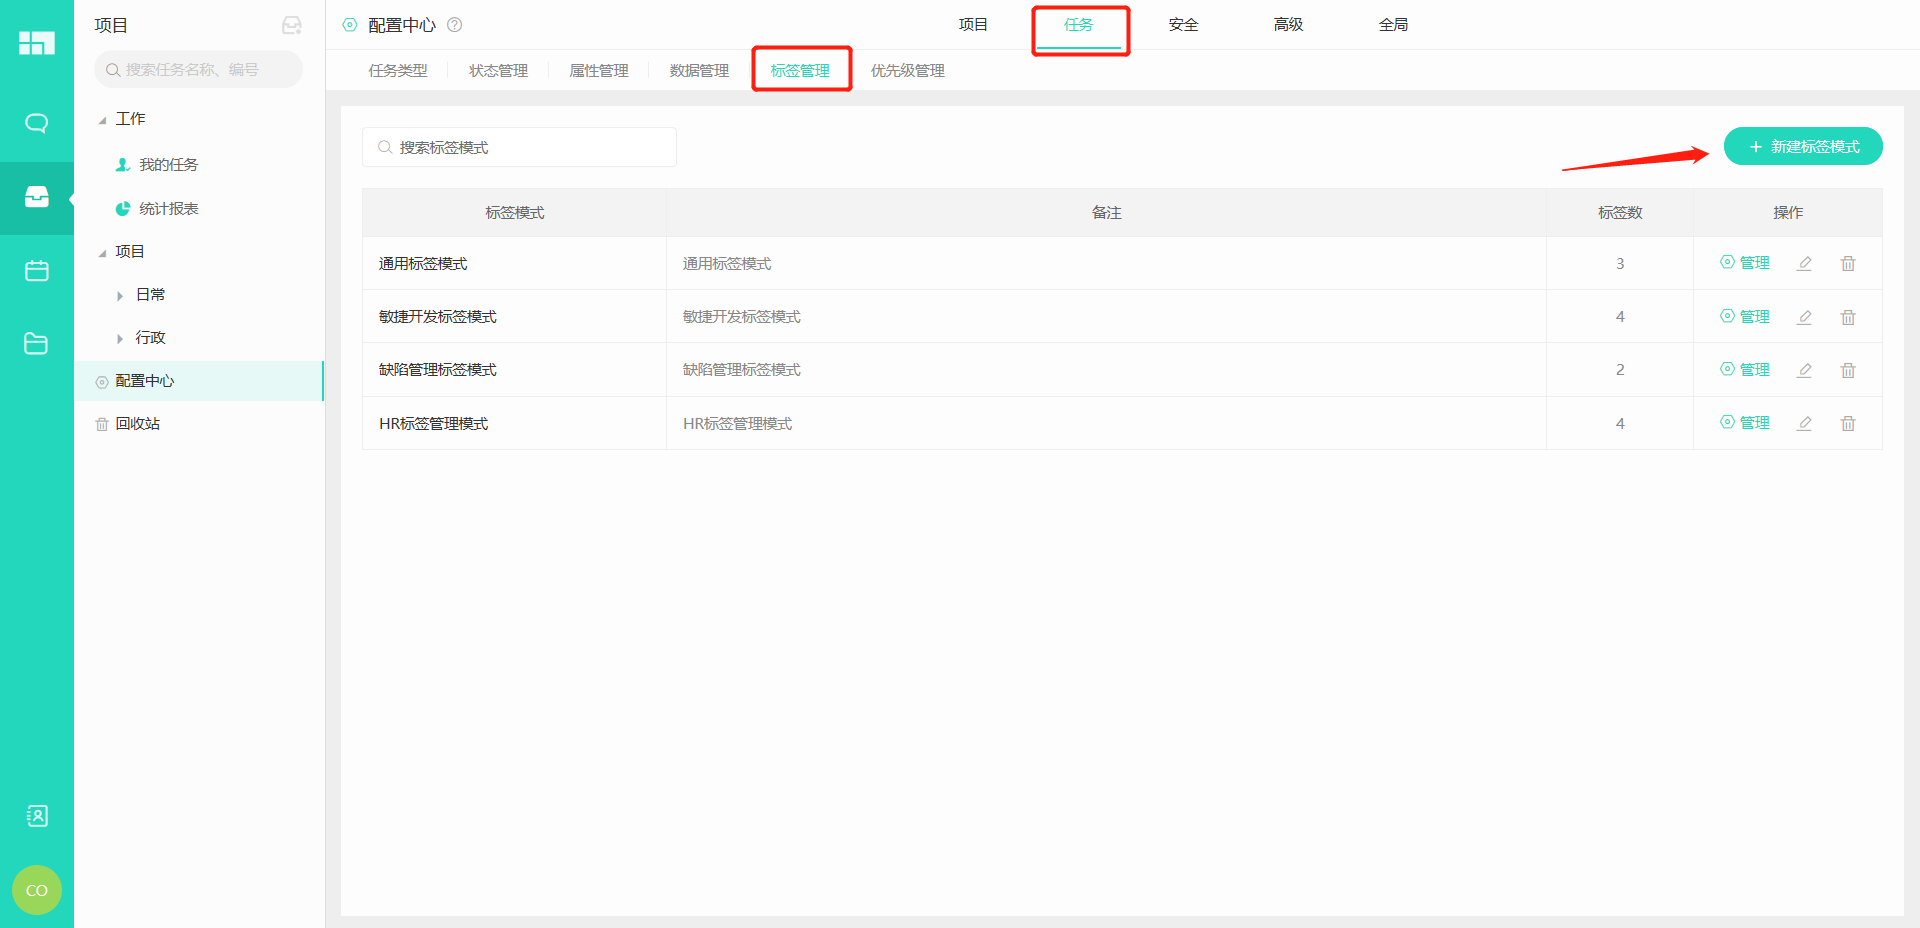 项目
搜索任务名称、编号
工作
我的任务
统计报表
项目
日常
行政
配置中心
回收站
CO
配置中心
项目 任务 安全 高级 全局
任务类型 状态管理 属性管理 数据管理 标签管理 优先级管理
搜索标签模式
+ 新建标签模式
标签模式 备注 标签数 操作
通用标签模式 通用标签模式 3 管理
敏捷开发标签模式 敏捷开发标签模式 4 管理
缺陷管理标签模式 缺陷管理标签模式 2 管理
HR标签管理模式 HR标签管理模式 4 管理